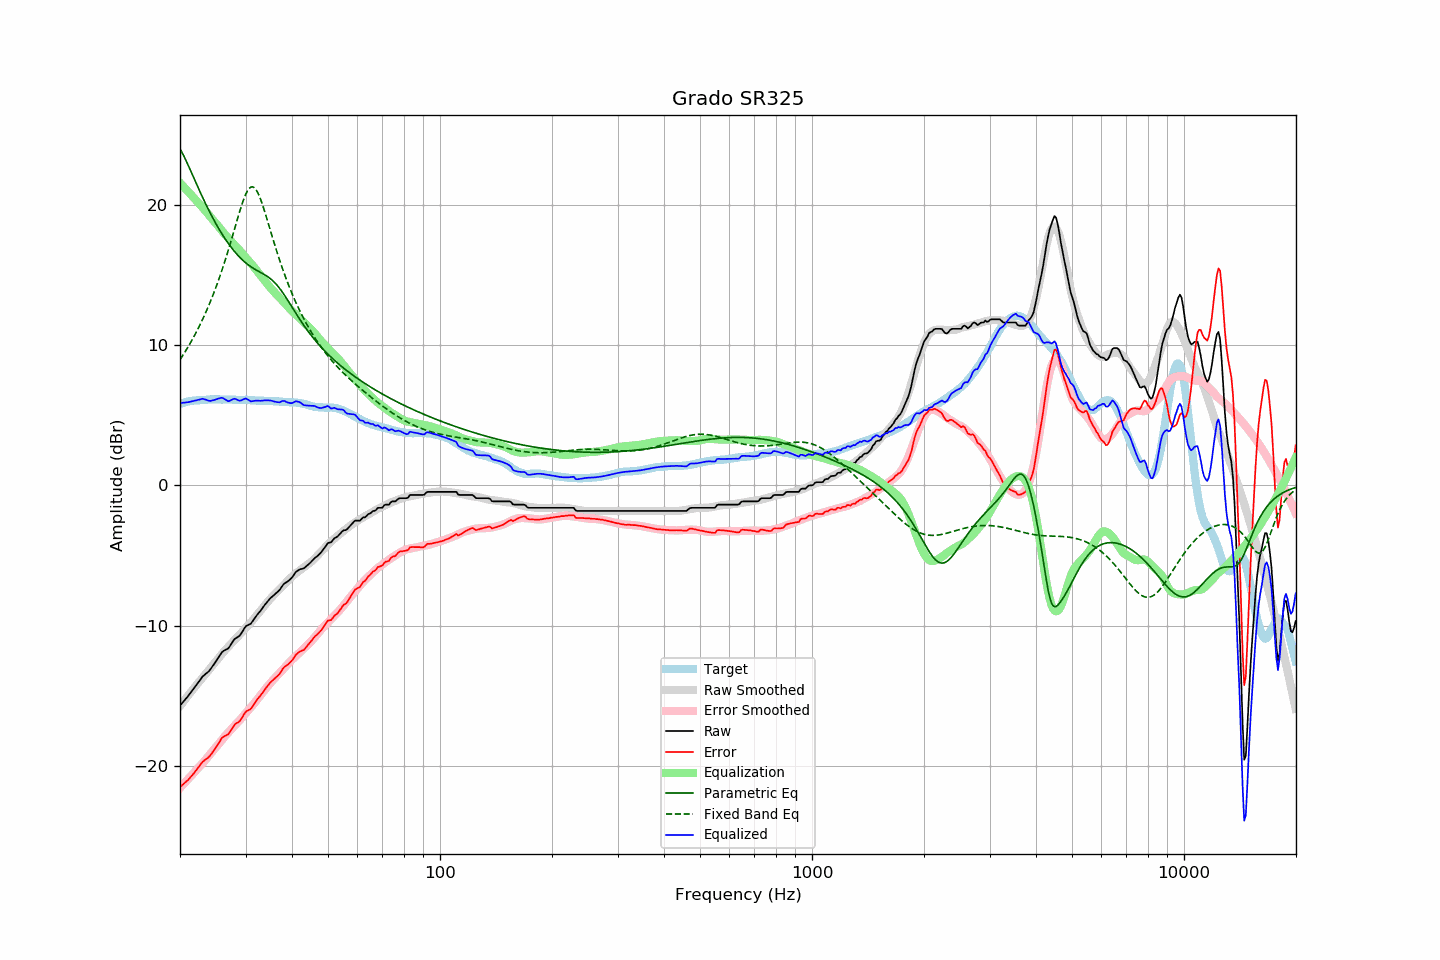 Grado SR325
Amplitude (dBr)
20
10
0
−10
−20
100
1000
10000
Frequency (Hz)
Target
Raw Smoothed
Error Smoothed
Raw
Error
Equalization
Parametric Eq
Fixed Band Eq
Equalized